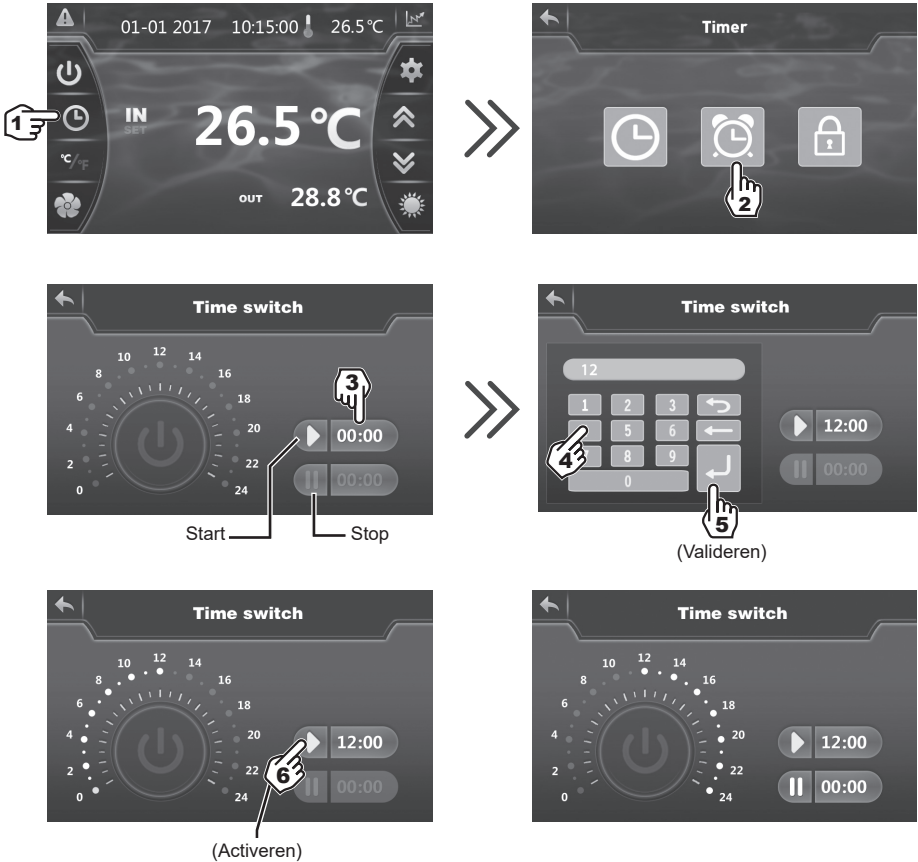 01-01 2017 10:15:00 26.5°C
1
IN
SET
26.5°C
°C/°F
OUT 28.8°C
Timer
2
Time switch
0 2 4 6 8 10 12 14 16 18 20 22 24
3
00:00
00:00
Start
Stop
Time switch
12
1 2 3
5 6
4
7 8 9
0
12:00
00:00
5
(Valideren)
Time switch
0 2 4 6 8 10 12 14 16 18 20 22 24
12:00
6
00:00
(Activeren)
Time switch
0 2 4 6 8 10 12 14 16 18 20 22 24
12:00
00:00